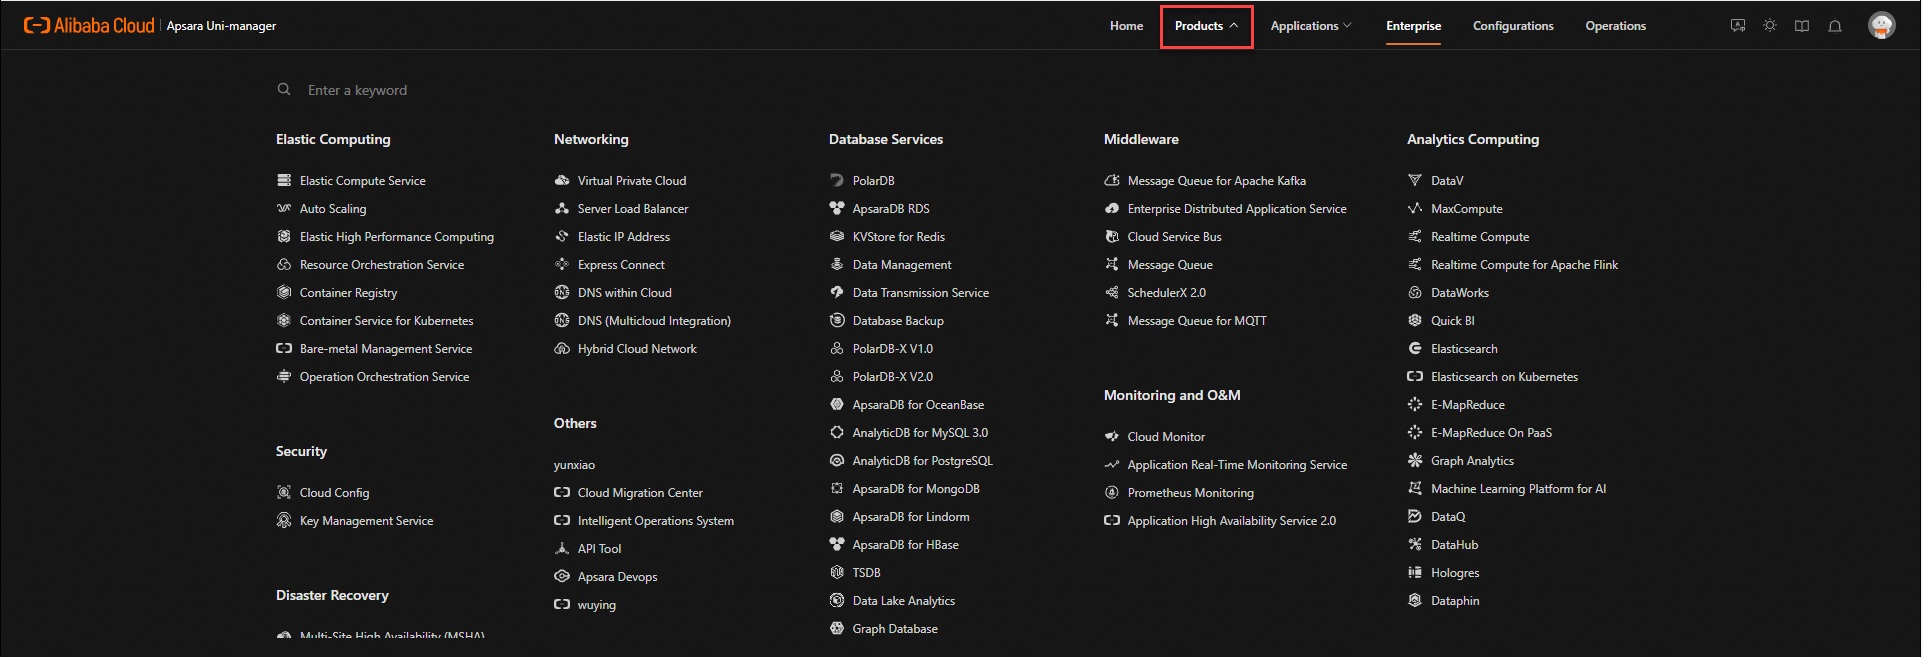 Alibaba Cloud | Apsara Uni-manager
Home
Products
Applications
Enterprise
Configurations
Operations
Enter a keyword
Elastic Computing
Elastic Compute Service
Auto Scaling
Elastic High Performance Computing
Resource Orchestration Service
Container Registry
Container Service for Kubernetes
Bare-metal Management Service
Operation Orchestration Service
Security
Cloud Config
Key Management Service
Disaster Recovery
Multi-Site High Availability (MSHA)
Networking
Virtual Private Cloud
Server Load Balancer
Elastic IP Address
Express Connect
DNS within Cloud
DNS (Multicloud Integration)
Hybrid Cloud Network
Others
yunxiao
Cloud Migration Center
Intelligent Operations System
API Tool
Apsara Devops
wuying
Database Services
PolarDB
ApsaraDB RDS
KVStore for Redis
Data Management
Data Transmission Service
Database Backup
PolarDB-X V1.0
PolarDB-X V2.0
ApsaraDB for OceanBase
AnalyticDB for MySQL 3.0
AnalyticDB for PostgreSQL
ApsaraDB for MongoDB
ApsaraDB for Lindorm
ApsaraDB for HBase
TSDB
Data Lake Analytics
Graph Database
Middleware
Message Queue for Apache Kafka
Enterprise Distributed Application Service
Cloud Service Bus
Message Queue
SchedulerX 2.0
Message Queue for MQTT
Monitoring and O&M
Cloud Monitor
Application Real-Time Monitoring Service
Prometheus Monitoring
Application High Availability Service 2.0
Analytics Computing
DataV
MaxCompute
Realtime Compute
Realtime Compute for Apache Flink
DataWorks
Quick BI
Elasticsearch
Elasticsearch on Kubernetes
E-MapReduce
E-MapReduce On PaaS
Graph Analytics
Machine Learning Platform for AI
DataQ
DataHub
Hologres
Dataphin